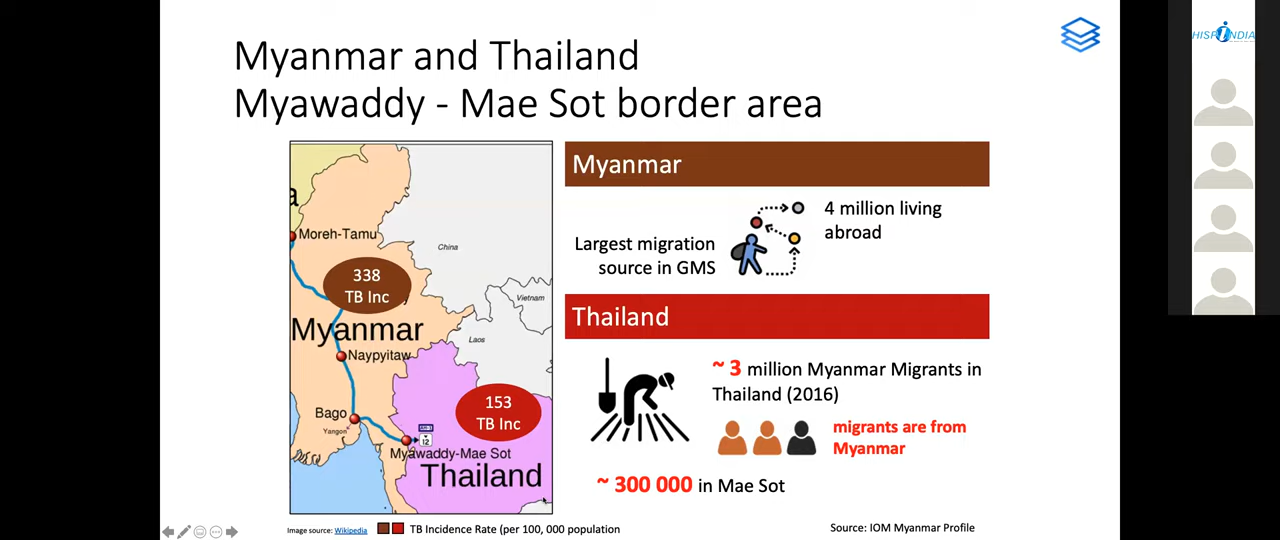 Myanmar and Thailand
Myawaddy - Mae Sot border area
HISP INDIA
a
Moreh-Tamu
China
338
TB Inc
Vietnam
Myanmar
Laos
Naypyitaw
153
TB Inc
Bago
Yangon
12
Myawaddy-Mae Sot
Thailand
Myanmar
4 million living
abroad
Largest migration
source in GMS
Thailand
~ 3 million Myanmar Migrants in
Thailand (2016)
migrants are from
Myanmar
~ 300 000 in Mae Sot
Image source: Wikipedia
TB Incidence Rate (per 100, 000 population
Source: IOM Myanmar Profile